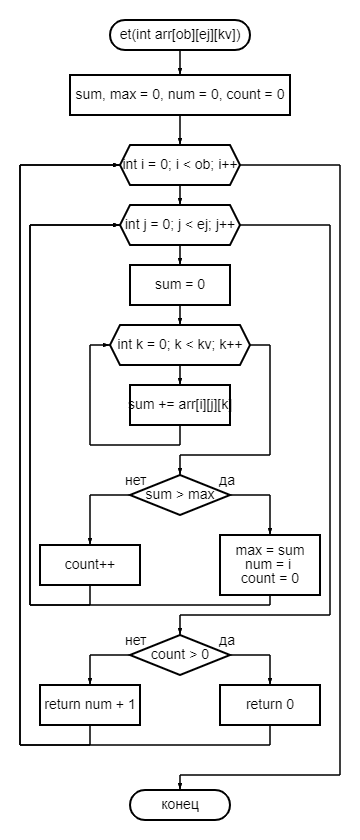 et(int arr[ob][ej][kv])
sum, max = 0, num = 0, count = 0
int i = 0; i < ob; i++
int j = 0; j < ej; j++
sum = 0
int k = 0; k < kv; k++
sum += arr[i][j][k]
нет
да
sum > max
count++
max = sum
num = i
count = 0
нет
да
count > 0
return num + 1
return 0
конец